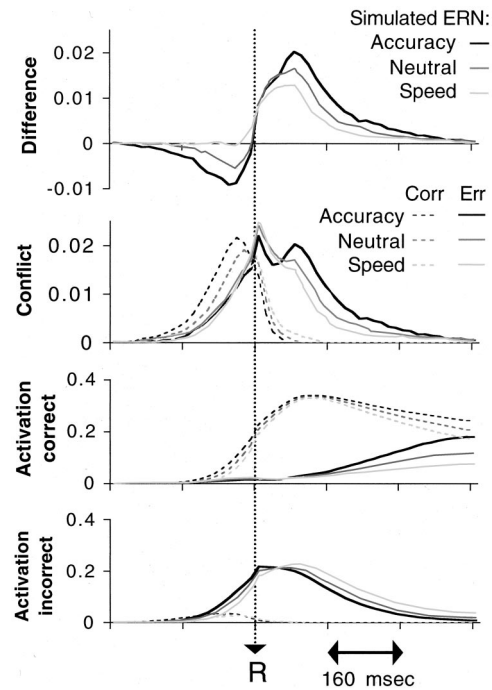 Simulated ERN:
Accuracy
Neutral
Speed
Difference
0.02
0.01
0
-0.01
Corr Err
Accuracy
Neutral
Speed
Conflict
0.02
0.01
0
Activation
correct
0.4
0.2
0
Activation
incorrect
0.4
0.2
0
R
160 msec